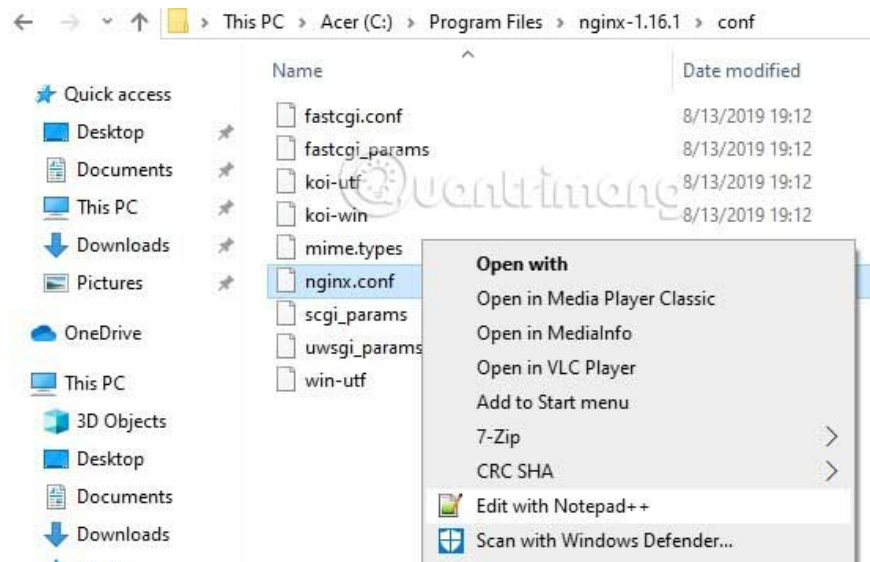 This PC > Acer (C:) > Program Files > nginx-1.16.1 > conf
Name Date modified
Quick access
Desktop
Documents
This PC
Downloads
Pictures
OneDrive
This PC
3D Objects
Desktop
Documents
Downloads
fastcgi.conf 8/13/2019 19:12
fastcgi_params 8/13/2019 19:12
koi-utf 8/13/2019 19:12
koi-win 8/13/2019 19:12
mime.types
nginx.conf
scgi_params
uwsgi_params
win-utf
Quantrimang
Open with
Open in Media Player Classic
Open in MediaInfo
Open in VLC Player
Add to Start menu
7-Zip
CRC SHA
Edit with Notepad++
Scan with Windows Defender...